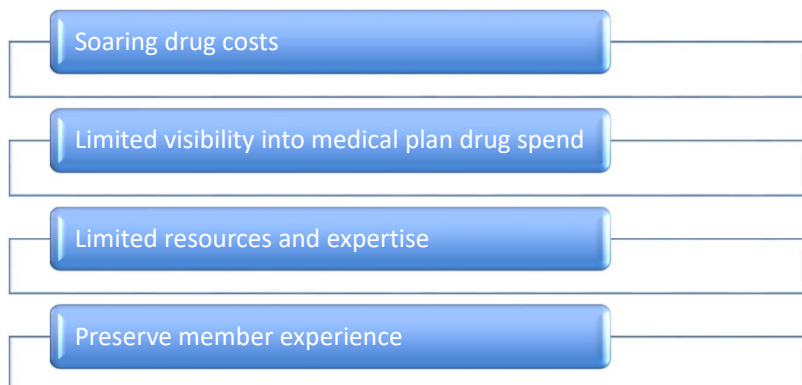 Soaring drug costs
Limited visibility into medical plan drug spend
Limited resources and expertise
Preserve member experience